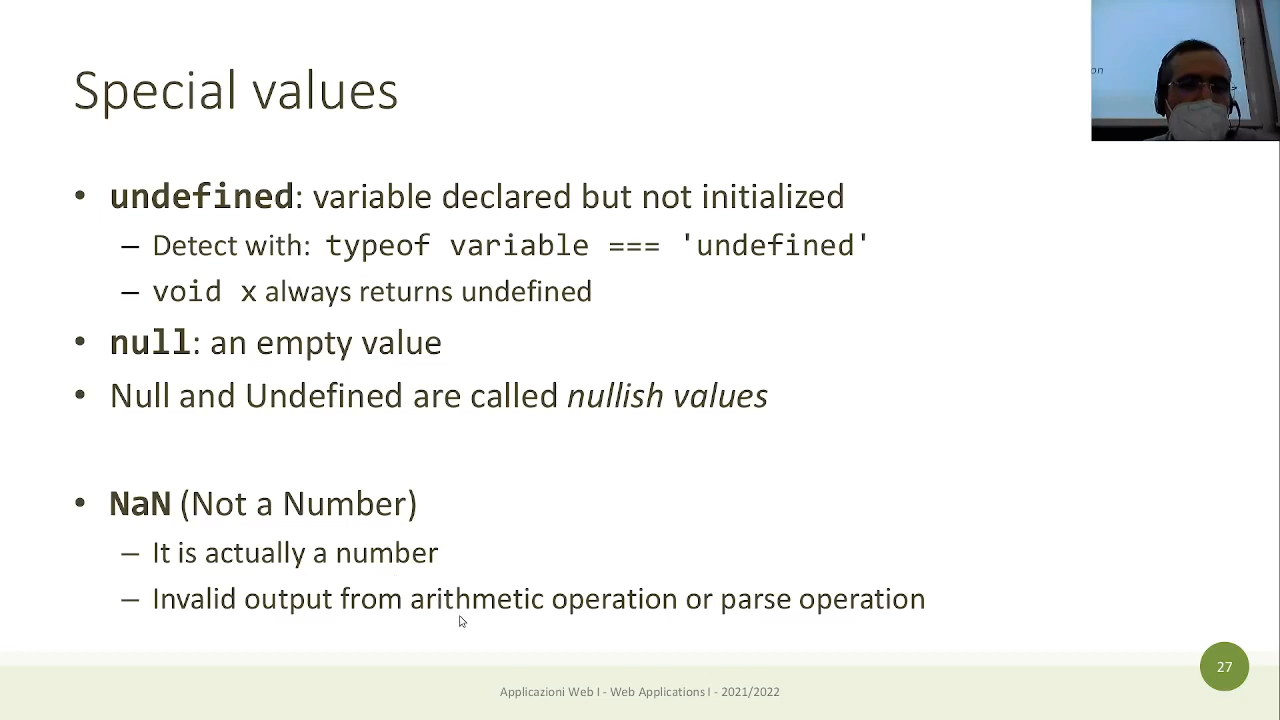 Special values
on
• undefined: variable declared but not initialized
– Detect with: typeof variable === 'undefined'
– void x always returns undefined
• null: an empty value
• Null and Undefined are called nullish values
• NaN (Not a Number)
– It is actually a number
– Invalid output from arithmetic operation or parse operation
27
Applicazioni Web I - Web Applications I - 2021/2022